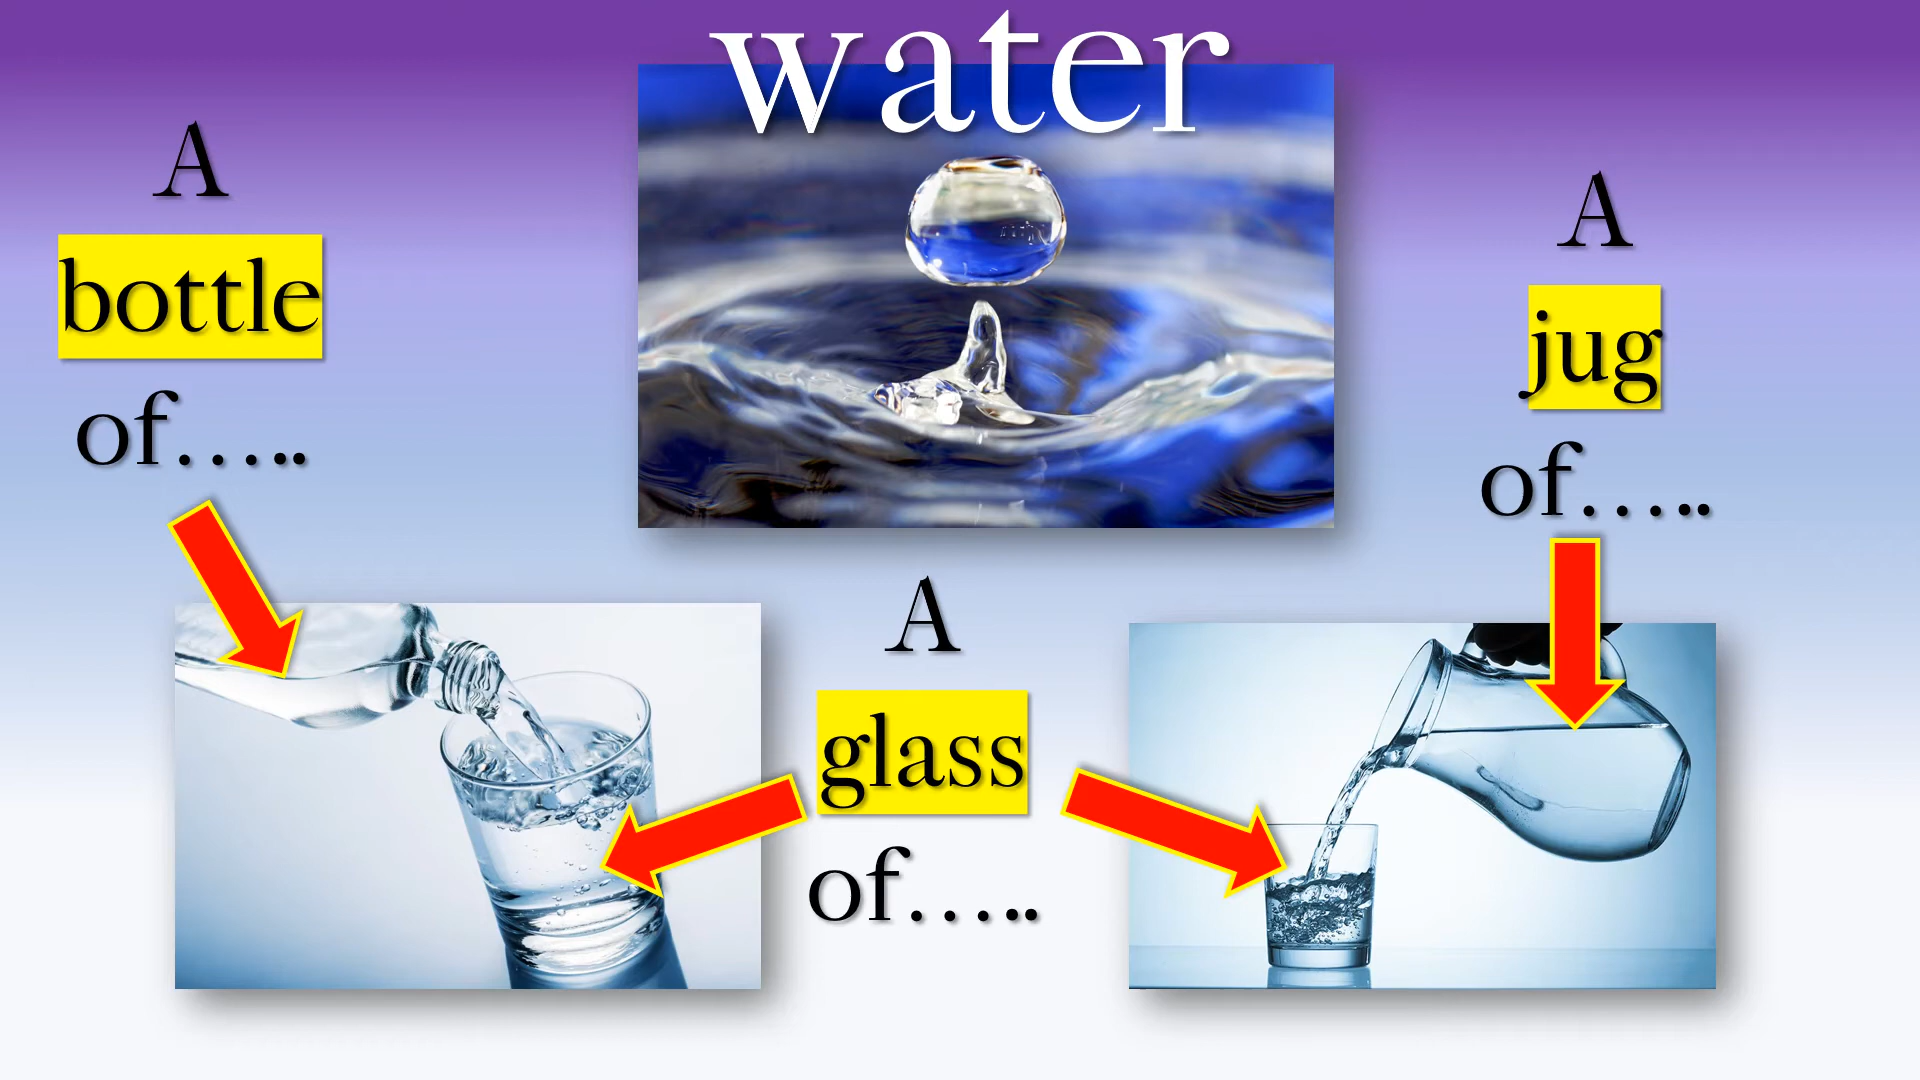 water
A
bottle
of…..
A
jug
of…..
A
glass
of…..